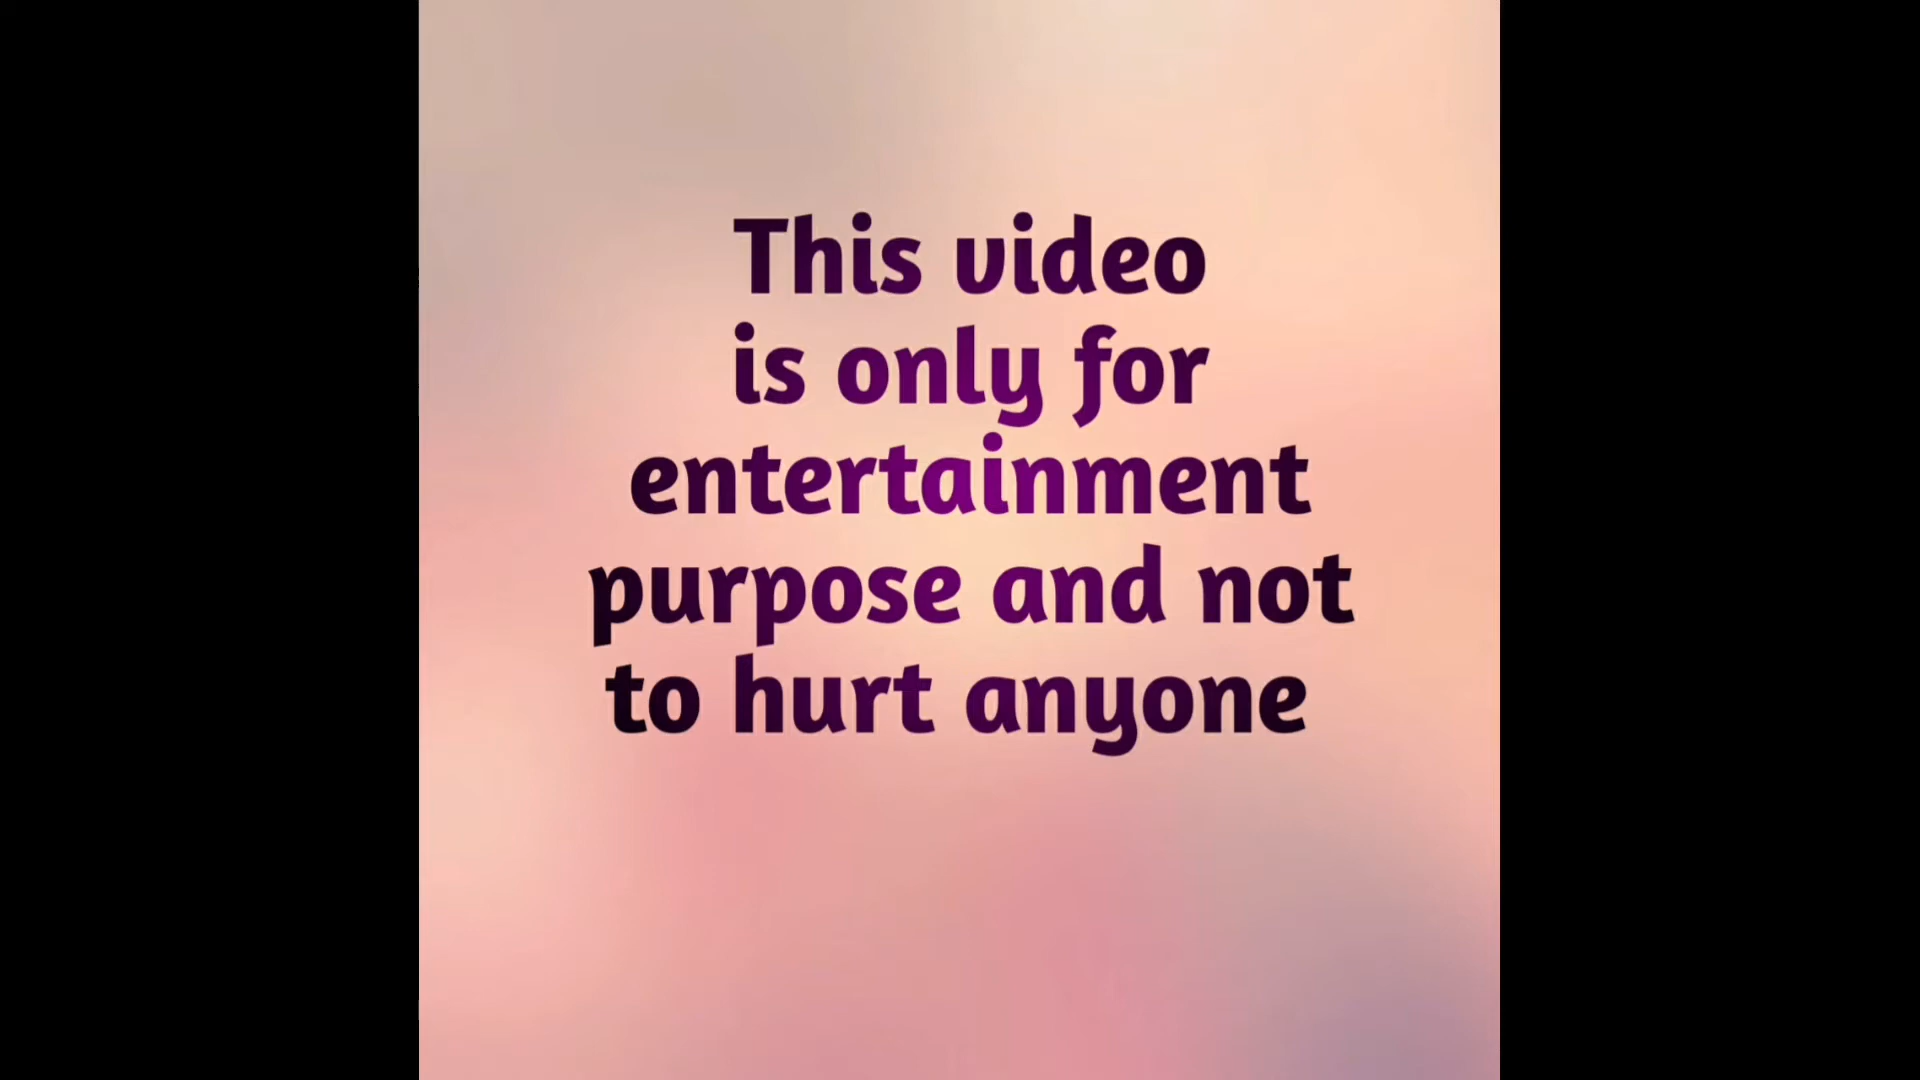 This video
is only for
entertainment
purpose and not
to hurt anyone